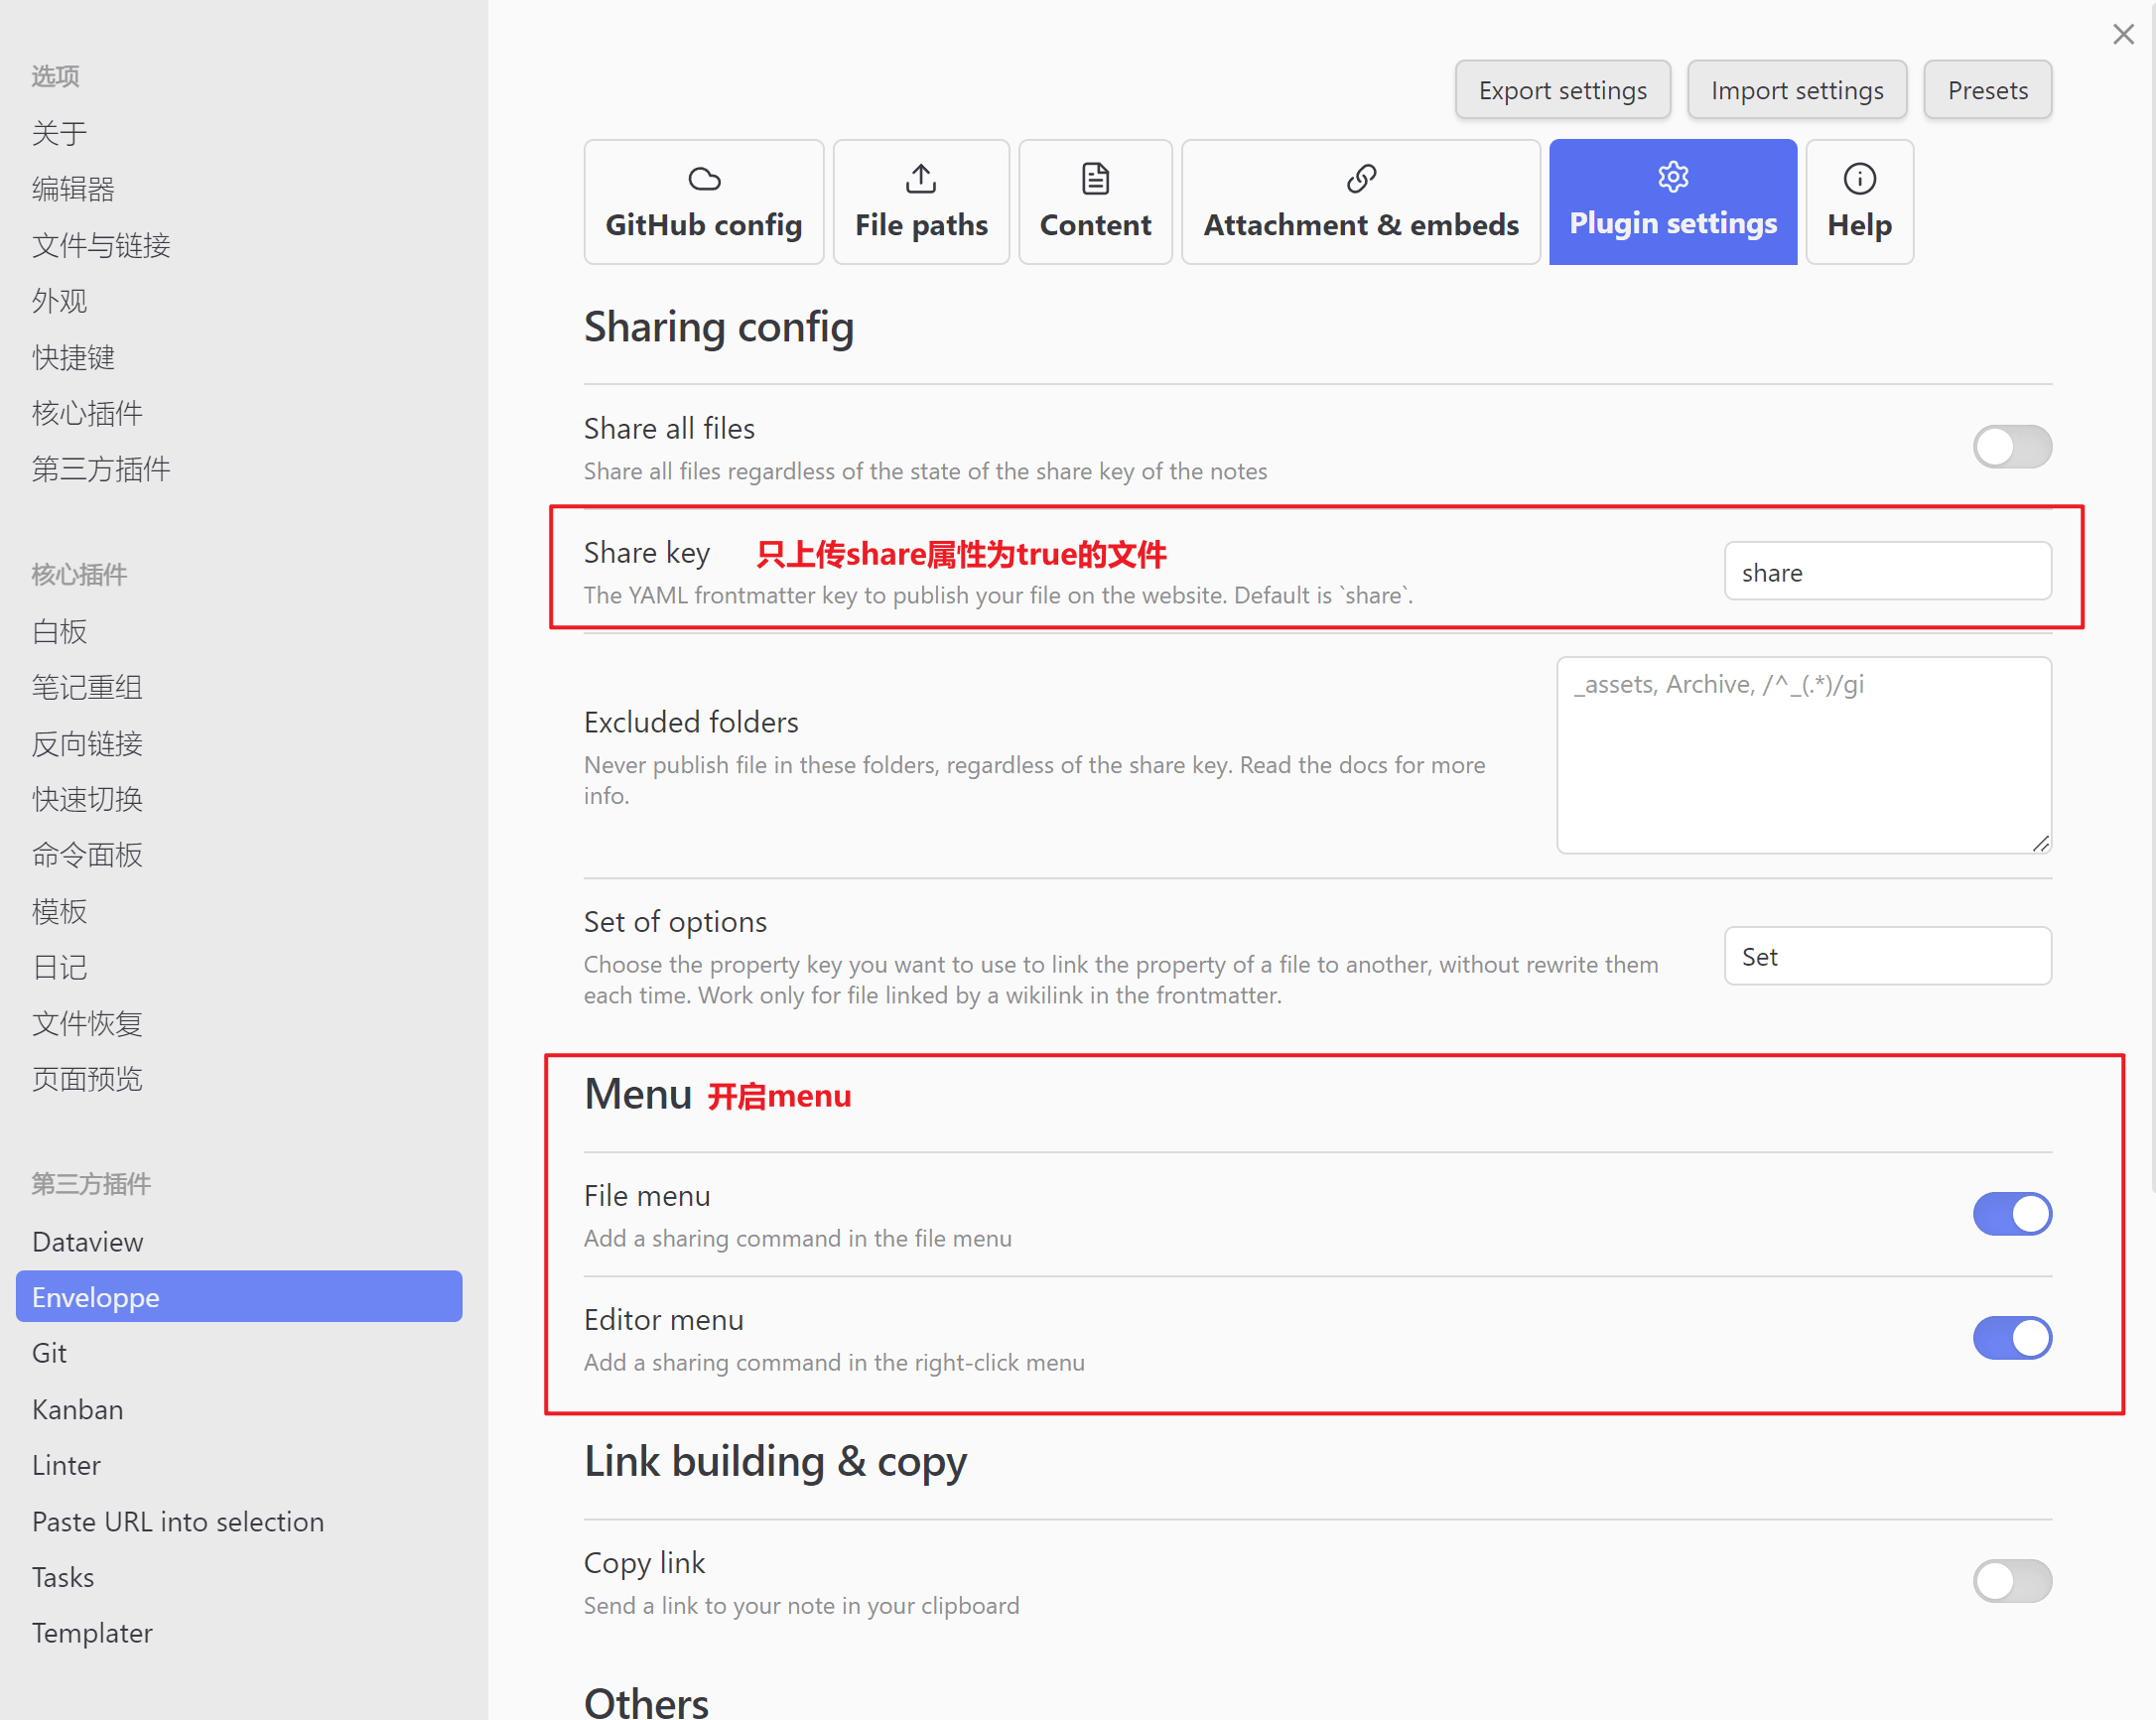 选项
关于
编辑器
文件与链接
外观
快捷键
核心插件
第三方插件
核心插件
白板
笔记重组
反向链接
快速切换
命令面板
模板
日记
文件恢复
页面预览
第三方插件
Dataview
Enveloppe
Git
Kanban
Linter
Paste URL into selection
Tasks
Templater
Export settings
Import settings
Presets
GitHub config
File paths
Content
Attachment & embeds
Plugin settings
Help
Sharing config
Share all files
Share all files regardless of the state of the share key of the notes
Share key 只上传share属性为true的文件
The YAML frontmatter key to publish your file on the website. Default is `share`.
share
Excluded folders
Never publish file in these folders, regardless of the share key. Read the docs for more
info.
_assets, Archive, /^_(.*)/gi
Set of options
Choose the property key you want to use to link the property of a file to another, without rewrite them
each time. Work only for file linked by a wikilink in the frontmatter.
Set
Menu 开启menu
File menu
Add a sharing command in the file menu
Editor menu
Add a sharing command in the right-click menu
Link building & copy
Copy link
Send a link to your note in your clipboard
Others